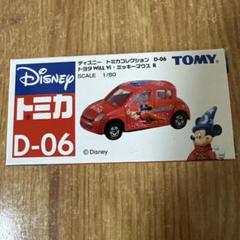 Disney
ディズニー トミカコレクション D-06
トヨタ WiLL Vi・ミッキーマウス R
SCALE 1/60
TOMY
トミカ
D-06
© Disney